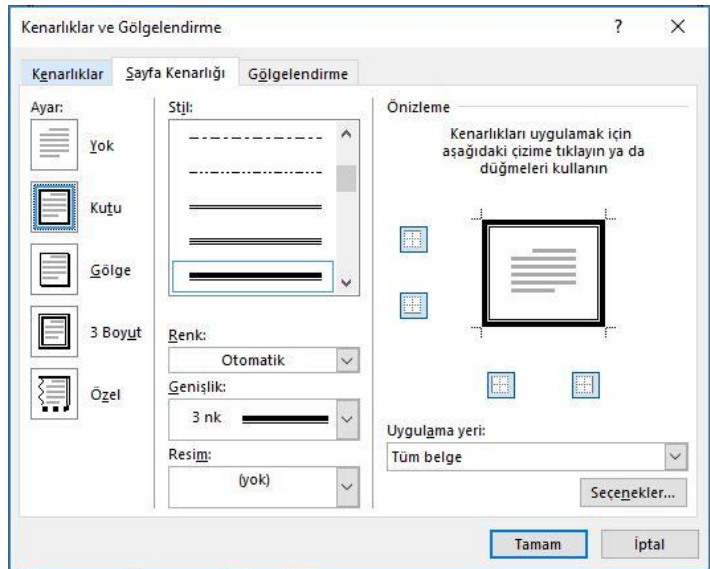 Kenarlıklar ve Gölgelendirme ? X
Kenarlıklar Sayfa Kenarlığı Gölgelendirme
Ayar:
Yok
Kutu
Gölge
3 Boyut
Özel
Stil:
Renk:
Otomatik
Genişlik:
3 nk
Resim:
(yok)
Önizleme
Kenarlıkları uygulamak için
aşağıdaki çizime tıklayın ya da
düğmeleri kullanın
Uygulama yeri:
Tüm belge
Seçenekler...
Tamam İptal